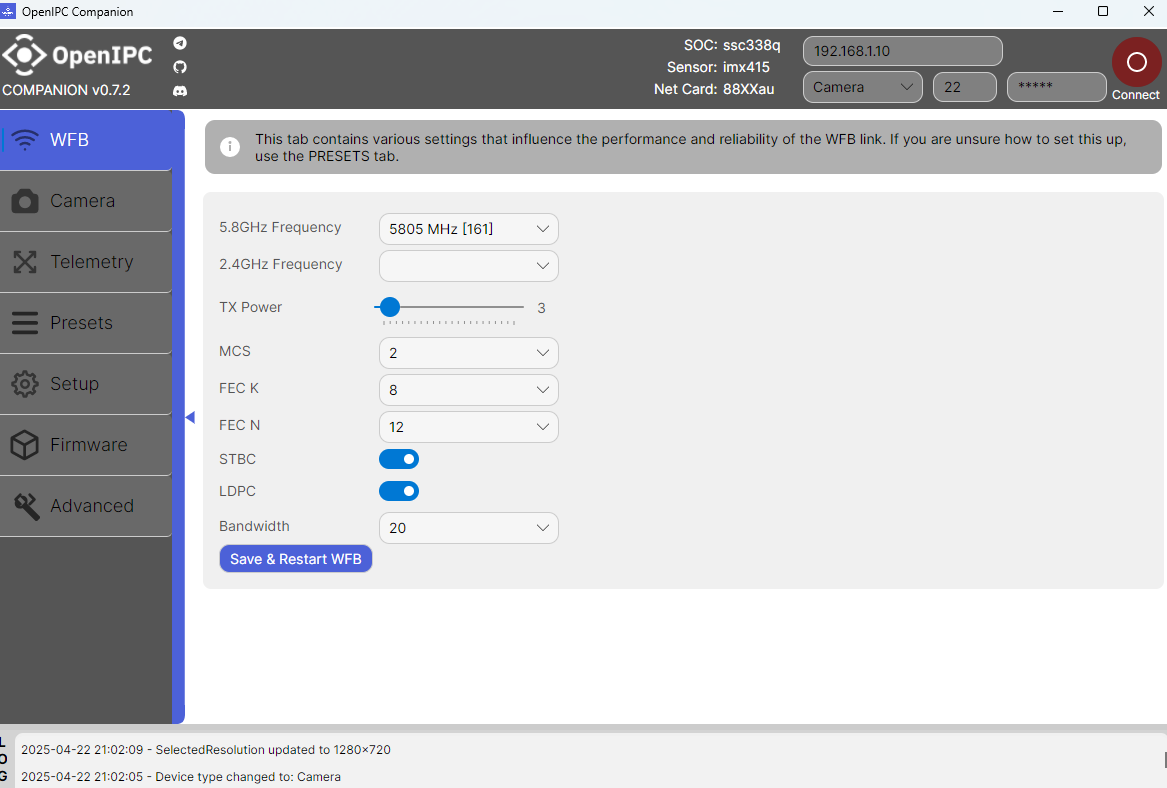 OpenIPC Companion
OpenIPC
COMPANION v0.7.2
SOC: ssc338q
Sensor: imx415
Net Card: 88XXau
192.168.1.10
Camera
22
*****
Connect
WFB
Camera
Telemetry
Presets
Setup
Firmware
Advanced
This tab contains various settings that influence the performance and reliability of the WFB link. If you are unsure how to set this up,
use the PRESETS tab.
5.8GHz Frequency
5805 MHz [161]
2.4GHz Frequency
TX Power
3
MCS
2
FEC K
8
FEC N
12
STBC
LDPC
Bandwidth
20
Save & Restart WFB
L
O
G
2025-04-22 21:02:09 - SelectedResolution updated to 1280x720
2025-04-22 21:02:05 - Device type changed to: Camera